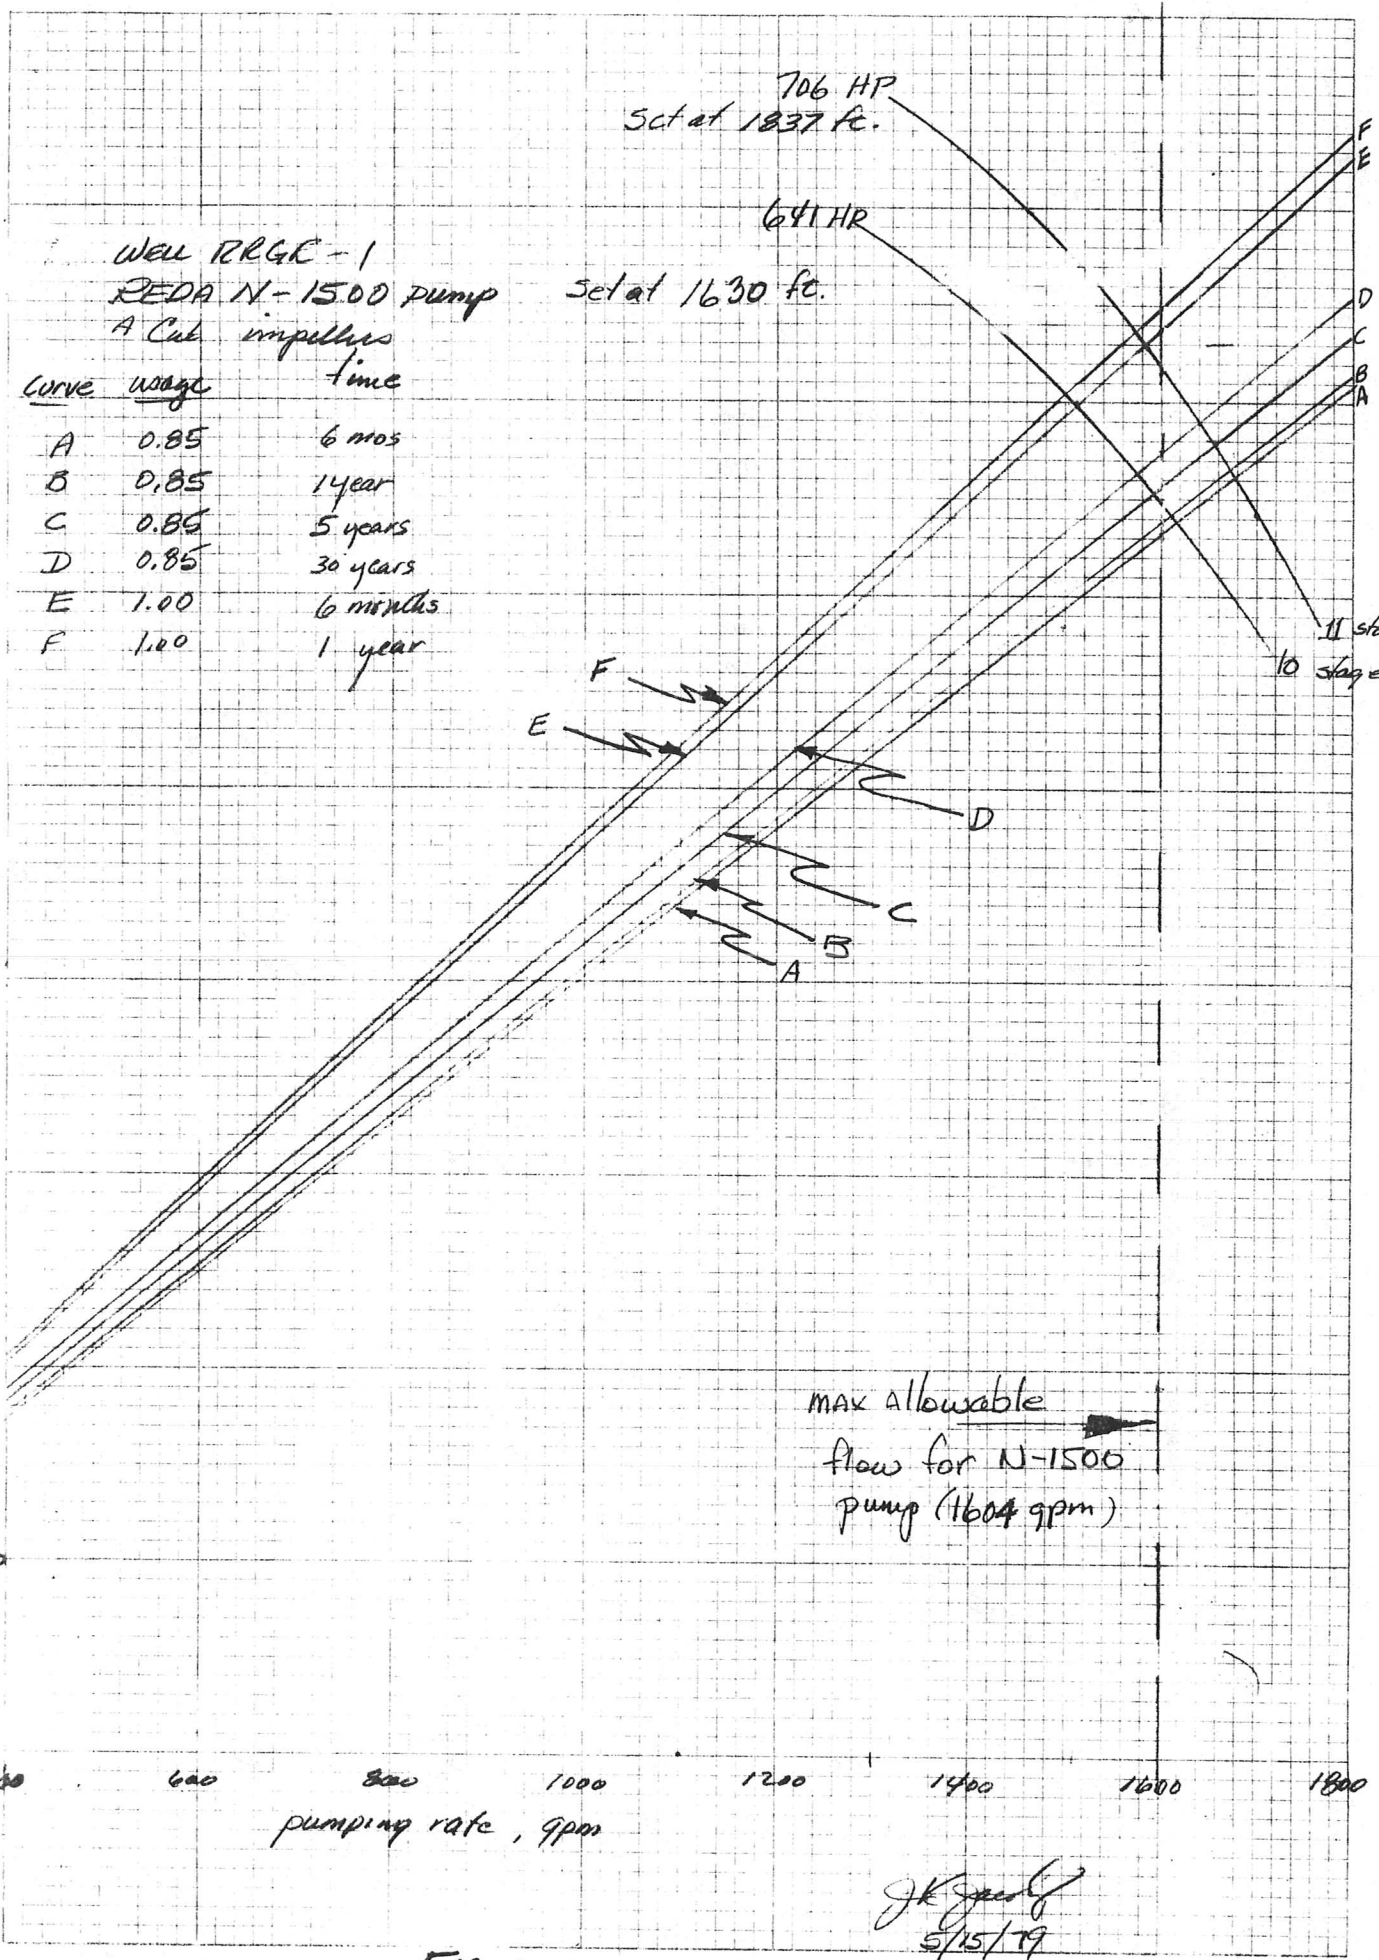 706 HP
Set at 1837 ft.
641 HP
Set at 1630 ft.
Well RRGE-1
REDA N-1500 pump
A Cut impellers
Curve usage time
A 0.85 6 mos
B 0.85 1 year
C 0.85 5 years
D 0.85 30 years
E 1.00 6 months
F 1.00 1 year
F
E
D
C
B
A
11 sta
10 stage
F
E
D
C
B
A
MAX Allowable
flow for N-1500
pump (1604 gpm)
600 800 1000 1200 1400 1600 1800
pumping rate, gpm
5/15/79